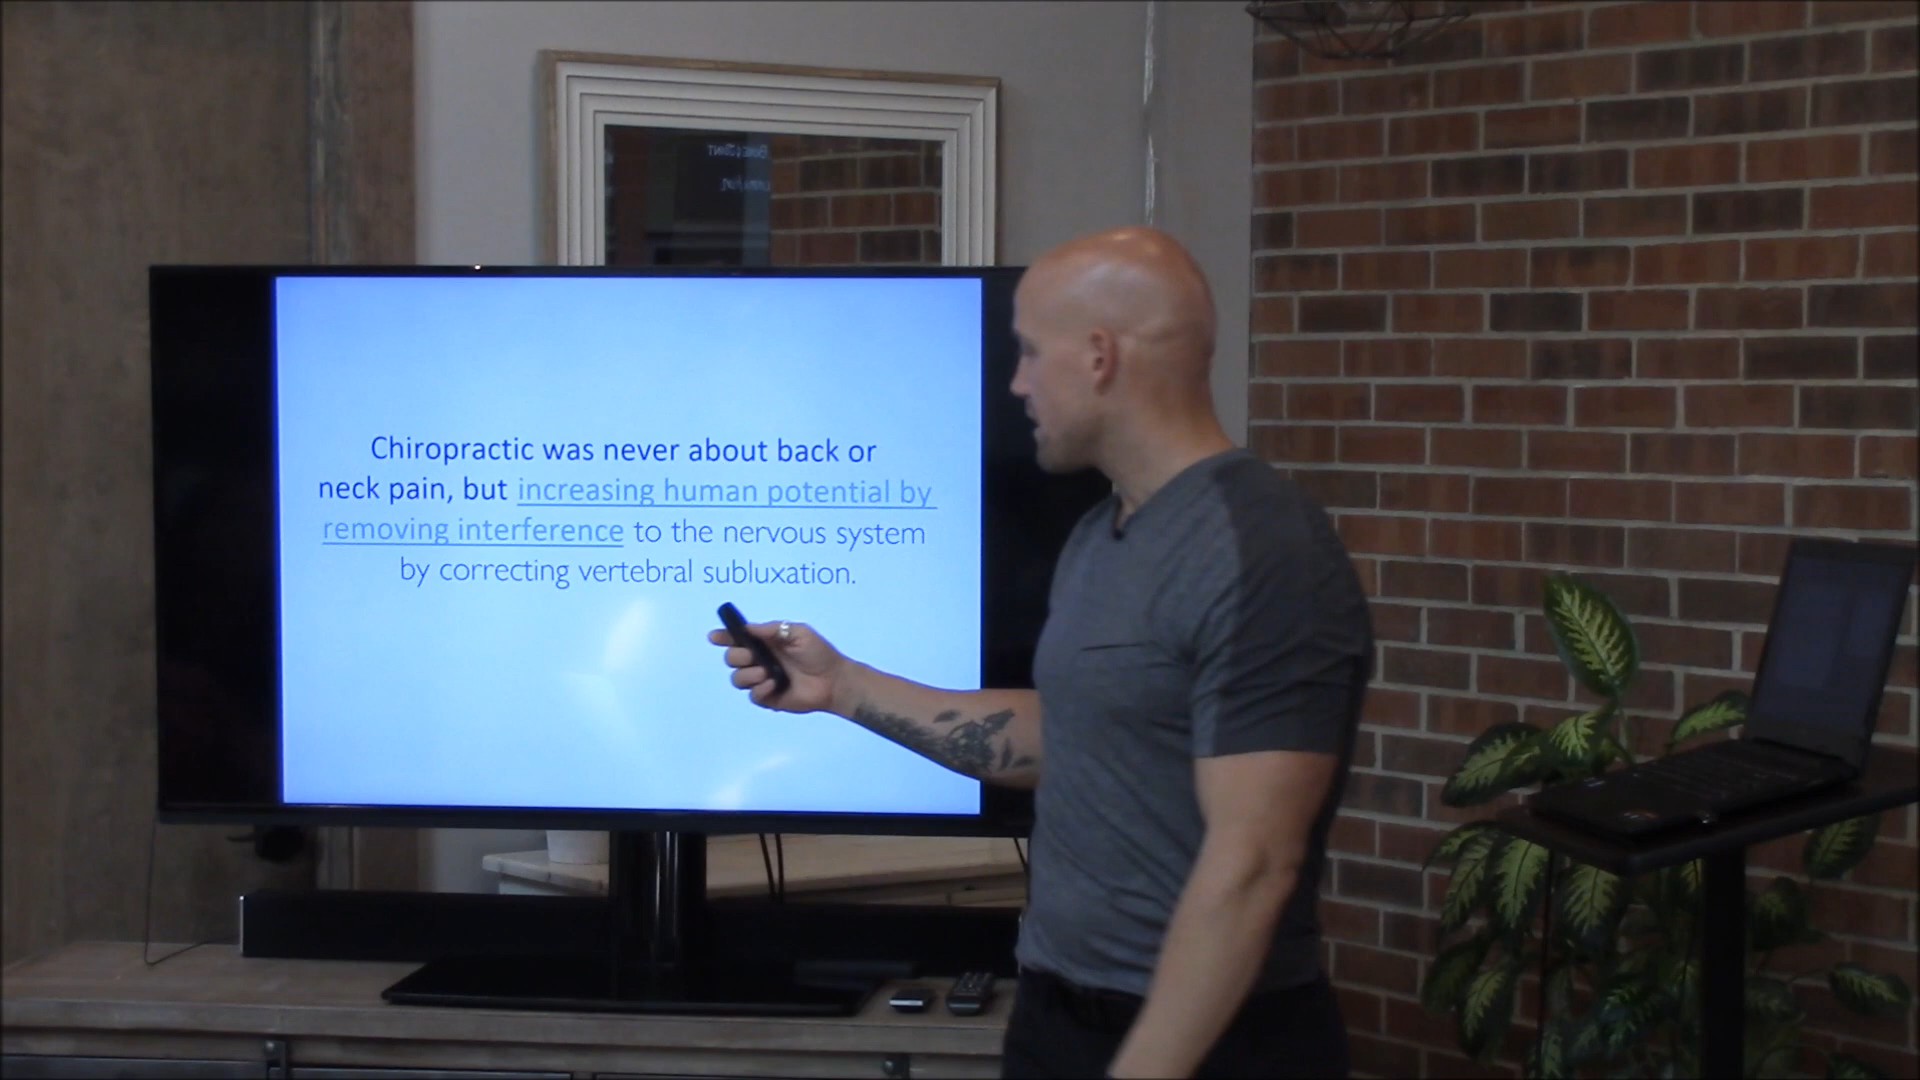 Chiropractic was never about back or
neck pain, but increasing human potential by
removing interference to the nervous system
by correcting vertebral subluxation.